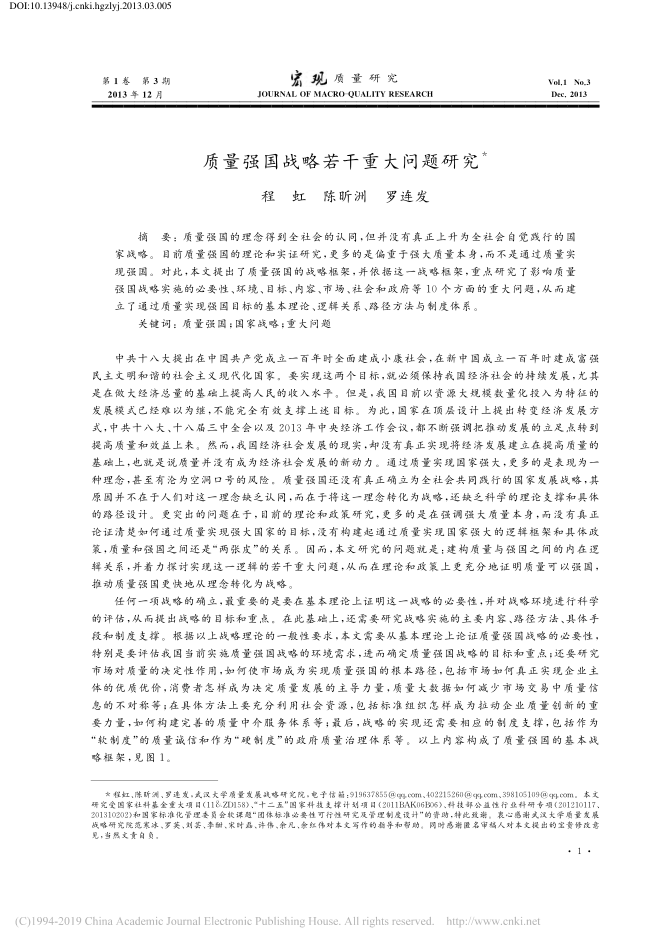 DOI:10.13948/j.cnki.hgzlyj.2013.03.005
第1卷 第3期
2013年12月
宏观质量研究
JOURNAL OF MACRO-QUALITY RESEARCH
Vol.1 No.3
Dec. 2013
质量强国战略若干重大问题研究*
程 虹 陈昕洲 罗连发
摘 要：质量强国的理念得到全社会的认同，但并没有真正上升为全社会自觉践行的国
家战略。目前质量强国的理论和实证研究，更多的是偏重于强大质量本身，而不是通过质量实
现强国。对此，本文提出了质量强国的战略框架，并依据这一战略框架，重点研究了影响质量
强国战略实施的必要性、环境、目标、内容、市场、社会和政府等10个方面的重大问题，从而建
立了通过质量实现强国目标的基本理论、逻辑关系、路径方法与制度体系。
关键词：质量强国；国家战略；重大问题
中共十八大提出在中国共产党成立一百年时全面建成小康社会，在新中国成立一百年时建成富强
民主文明和谐的社会主义现代化国家。要实现这两个目标，就必须保持我国经济社会的持续发展，尤其
是在做大经济总量的基础上提高人民的收入水平。但是，我国目前以资源大规模数量化投入为特征的
发展模式已经难以为继，不能完全有效支撑上述目标。为此，国家在顶层设计上提出转变经济发展方
式，中共十八大、十八届三中全会以及2013年中央经济工作会议，都不断强调把推动发展的立足点转到
提高质量和效益上来。然而，我国经济社会发展的现实，却没有真正实现将经济发展建立在提高质量的
基础上，也就是说质量并没有成为经济社会发展的新动力。通过质量实现国家强大，更多的是表现为一
种理念，甚至有沦为空洞口号的风险。质量强国还没有真正确立为全社会共同践行的国家发展战略，其
原因并不在于人们对这一理念缺乏认同，而在于将这一理念转化为战略，还缺乏科学的理论支撑和具体
的路径设计。更突出的问题在于，目前的理论和政策研究，更多的是在强调强大质量本身，而没有真正
论证清楚如何通过质量实现强大国家的目标，没有构建起通过质量实现国家强大的逻辑框架和具体政
策，质量和强国之间还是“两张皮”的关系。因而，本文研究的问题就是：建构质量与强国之间的内在逻
辑关系，并着力探讨实现这一逻辑的若干重大问题，从而在理论和政策上更充分地证明质量可以强国，
推动质量强国更快地从理念转化为战略。
任何一项战略的确立，最重要的是要在基本理论上证明这一战略的必要性，并对战略环境进行科学
的评估，从而提出战略的目标和重点。在此基础上，还需要研究战略实施的主要内容、路径方法、具体手
段和制度支撑。根据以上战略理论的一般性要求，本文需要从基本理论上论证质量强国战略的必要性，
特别是要评估我国当前实施质量强国战略的环境需求，进而确定质量强国战略的目标和重点；还要研究
市场对质量的决定性作用，如何使市场成为实现质量强国的根本路径，包括市场如何真正实现企业主
体的优质优价，消费者怎样成为决定质量发展的主导力量，质量大数据如何减少市场交易中质量信
息的不对称等；在具体方法上要充分利用社会资源，包括标准组织怎样成为拉动企业质量创新的重
要力量，如何构建完善的质量中介服务体系等；最后，战略的实现还需要相应的制度支撑，包括作为
“软制度”的质量诚信和作为“硬制度”的政府质量治理体系等。以上内容构成了质量强国的基本战
略框架，见图1。
*程虹、陈昕洲、罗连发，武汉大学质量发展战略研究院，电子信箱：919637855@qq.com、402215260@qq.com、398105109@qq.com。本文
研究受国家社科基金重大项目(11&ZD158)、“十二五”国家科技支撑计划项目(2011BAK06B06)、科技部公益性行业科研专项(201210117、
201310202)和国家标准化管理委员会软课题“团体标准必要性可行性研究及管理制度设计”的资助，特此致谢。衷心感谢武汉大学质量发展
战略研究院范寒冰、罗英、刘芸、李酣、宋时磊、许伟、余凡、余红伟对本文写作的指导和帮助。同时感谢匿名审稿人对本文提出的宝贵修改意
见，当然文责自负。
· 1 ·
(C)1994-2019 China Academic Journal Electronic Publishing House. All rights reserved. http://www.cnki.net